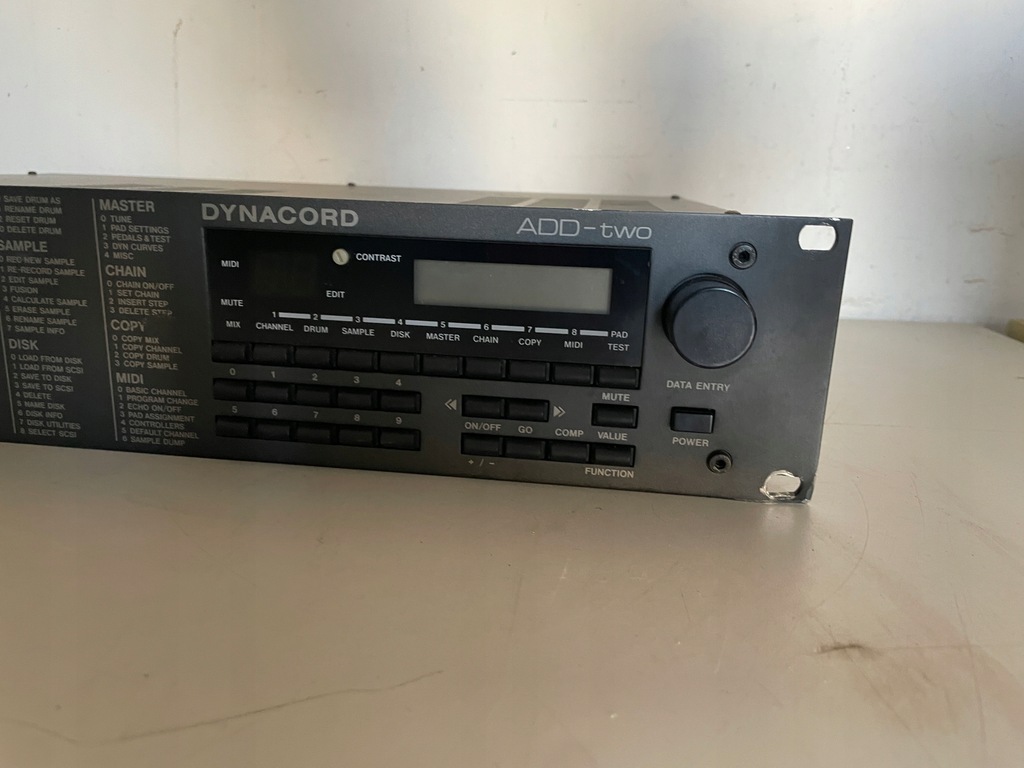 SAVE DRUM AS
RENAME DRUM
RESET DRUM
DELETE DRUM
SAMPLE
0 REC NEW SAMPLE
1 RE-RECORD SAMPLE
2 EDIT SAMPLE
3 FUSION
4 CALCULATE SAMPLE
5 ERASE SAMPLE
6 RENAME SAMPLE
7 SAMPLE INFO
DISK
0 LOAD FROM DISK
1 LOAD FROM SCSI
2 SAVE TO DISK
3 SAVE TO SCSI
4 DELETE
5 NAME DISK
6 DISK INFO
7 DISK UTILITIES
8 SELECT SCSI
MASTER
0 TUNE
1 PAD SETTINGS
2 PEDALS & TEST
3 DYN CURVES
4 MISC
CHAIN
0 CHAIN ON/OFF
1 SET CHAIN
2 INSERT STEP
3 DELETE STEP
COPY
0 COPY MIX
1 COPY CHANNEL
2 COPY DRUM
3 COPY SAMPLE
MIDI
0 BASIC CHANNEL
1 PROGRAM CHANGE
2 ECHO ON/OFF
3 PAD ASSIGNMENT
4 CONTROLLERS
5 DEFAULT CHANNEL
6 SAMPLE DUMP
DYNACORD
ADD-two
MIDI
CONTRAST
EDIT
MUTE
1 2 3 4 5 6 7 8 PAD
MIX CHANNEL DRUM SAMPLE DISK MASTER CHAIN COPY MIDI TEST
0 1 2 3 4
5 6 7 8 9
MUTE
ON/OFF GO COMP VALUE
+ / -
FUNCTION
DATA ENTRY
POWER